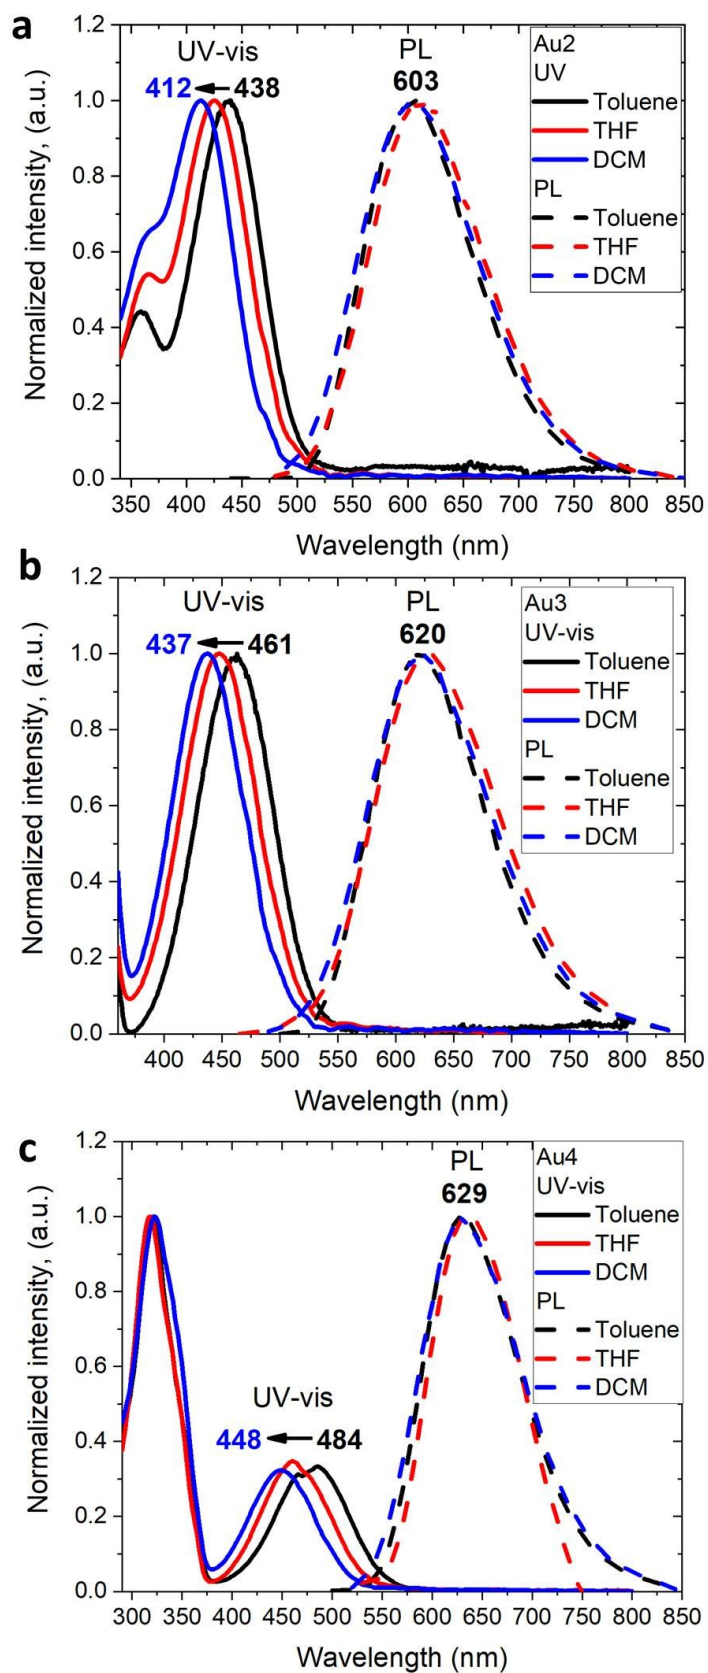 a
UV-vis
412 438
PL
603
Au2
UV
Toluene
THF
DCM
PL
Toluene
THF
DCM
Normalized intensity, (a.u.)
1.2
1.0
0.8
0.6
0.4
0.2
0.0
350 400 450 500 550 600 650 700 750 800 850
Wavelength (nm)
b
UV-vis
437 461
PL
620
Au3
UV-vis
Toluene
THF
DCM
PL
Toluene
THF
DCM
Normalized intensity, (a.u.)
1.2
1.0
0.8
0.6
0.4
0.2
0.0
400 450 500 550 600 650 700 750 800 850
Wavelength (nm)
c
PL
629
Au4
UV-vis
Toluene
THF
DCM
PL
Toluene
THF
DCM
UV-vis
448 484
Normalized intensity, (a.u.)
1.2
1.0
0.8
0.6
0.4
0.2
0.0
300 350 400 450 500 550 600 650 700 750 800 850
Wavelength (nm)